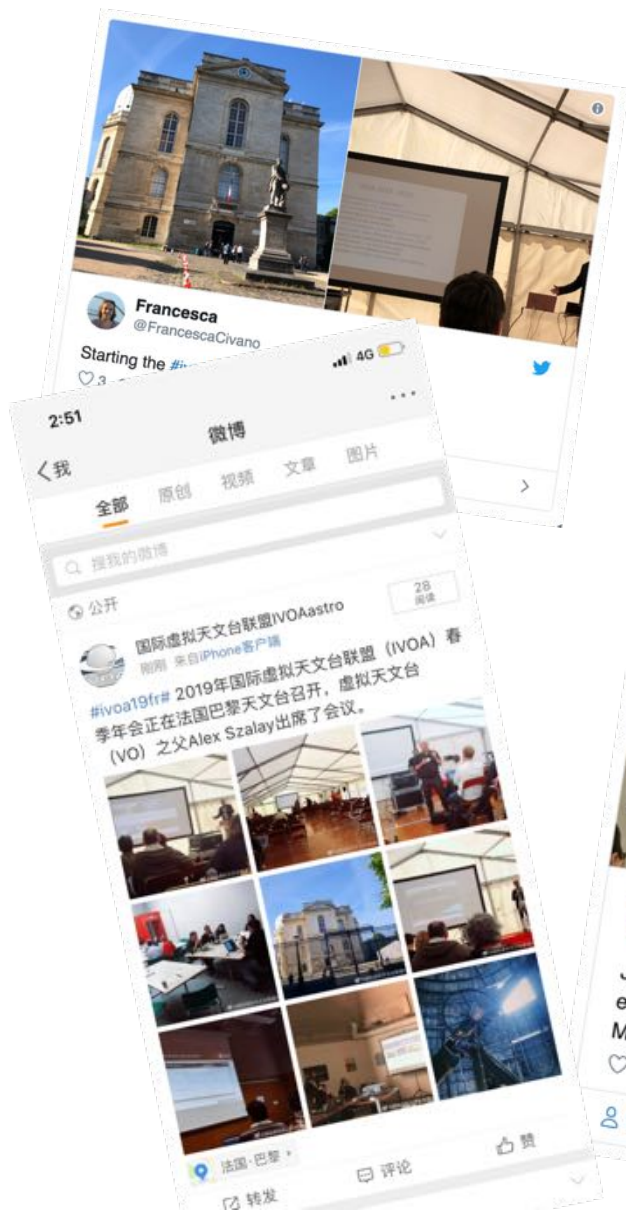 Francesca
@FrancescaCivano
Starting the
3
2:51
4G
我
微博
全部 原创 视频 文章 图片
搜我的微博
公开
国际虚拟天文台联盟IVOAastro
28
阅读
刚刚 来自iPhone客户端
#ivoa19fr# 2019年国际虚拟天文台联盟（IVOA）春
季年会正在法国巴黎天文台召开，虚拟天文台
（VO）之父Alex Szalay出席了会议。
法国·巴黎
转发 评论 赞